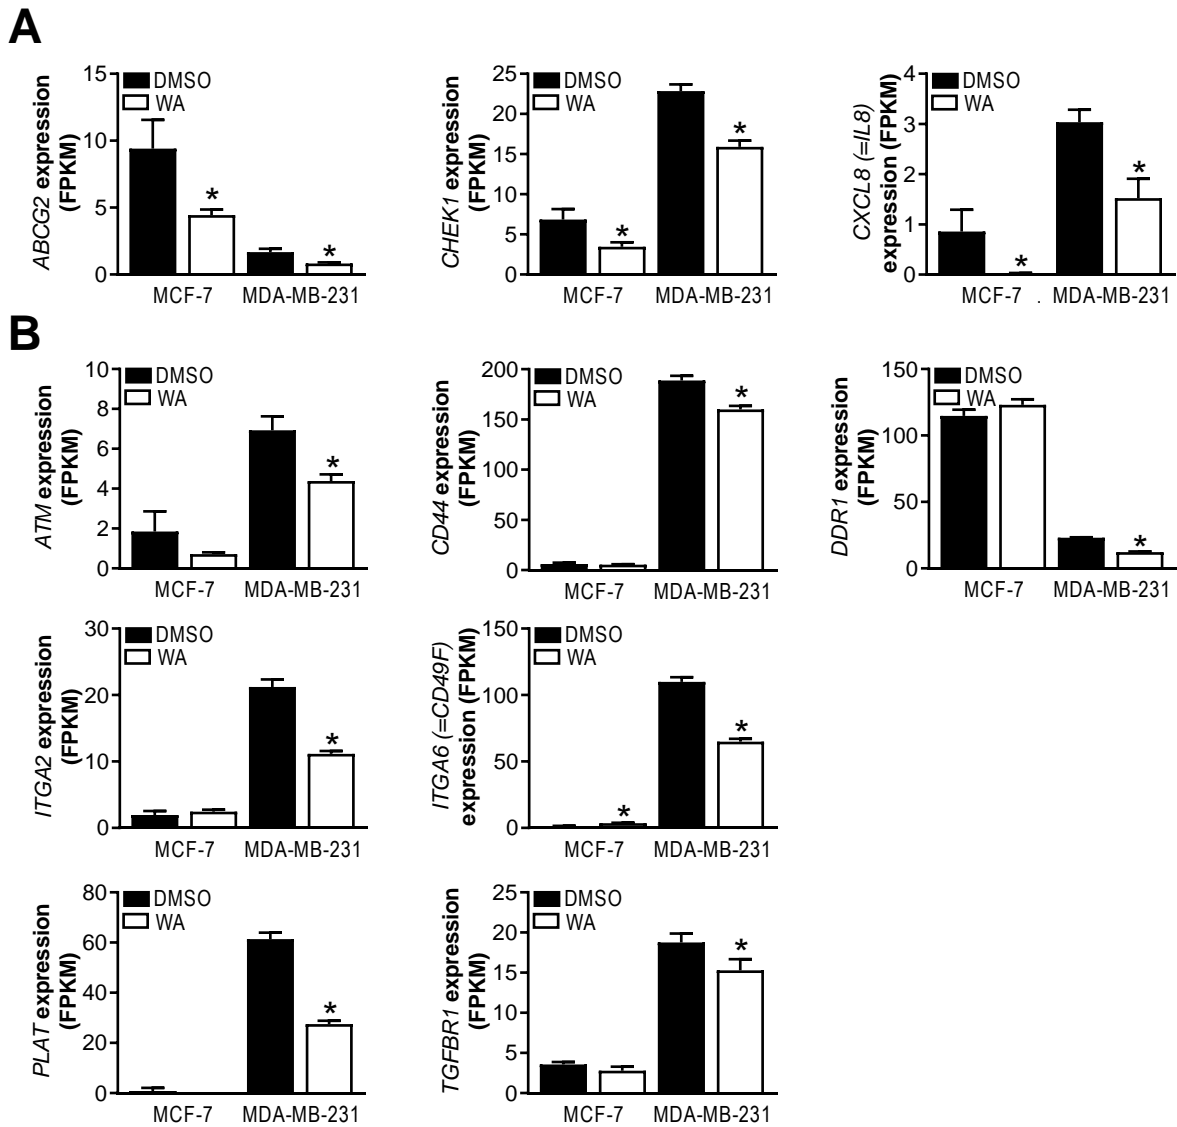 A
ABCG2 expression
(FPKM)
15
10
5
0
DMSO
WA
*
*
MCF-7 MDA-MB-231
CHEK1 expression
(FPKM)
25
20
15
10
5
0
DMSO
WA
*
*
MCF-7 MDA-MB-231
CXCL8 (=IL8)
expression (FPKM)
4
3
2
1
0
DMSO
WA
*
*
MCF-7 . MDA-MB-231
B
ATM expression
(FPKM)
10
8
6
4
2
0
DMSO
WA
*
MCF-7 MDA-MB-231
CD44 expression
(FPKM)
200
150
100
50
0
DMSO
WA
*
MCF-7 MDA-MB-231
DDR1 expression
(FPKM)
150
100
50
0
DMSO
WA
*
MCF-7 MDA-MB-231
ITGA2 expression
(FPKM)
30
20
10
0
DMSO
WA
*
MCF-7 MDA-MB-231
ITGA6 (=CD49F)
expression (FPKM)
150
100
50
0
DMSO
WA
*
*
MCF-7 MDA-MB-231
PLAT expression
(FPKM)
80
60
40
20
0
DMSO
WA
*
MCF-7 MDA-MB-231
TGFBR1 expression
(FPKM)
25
20
15
10
5
0
DMSO
WA
*
MCF-7 MDA-MB-231